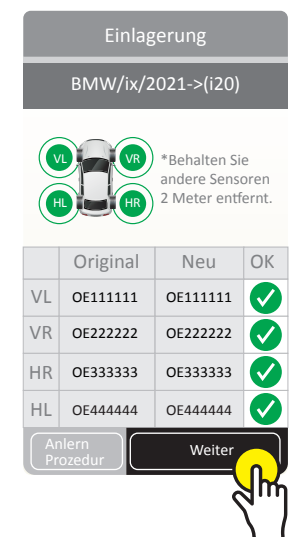 Einlagerung
BMW/ix/2021->(i20)
VL VR
HL HR
*Behalten Sie
andere Sensoren
2 Meter entfernt.
Original Neu OK
VL OE111111 OE111111
VR OE222222 OE222222
HR OE333333 OE333333
HL OE444444 OE444444
Anlern
Prozedur
Weiter